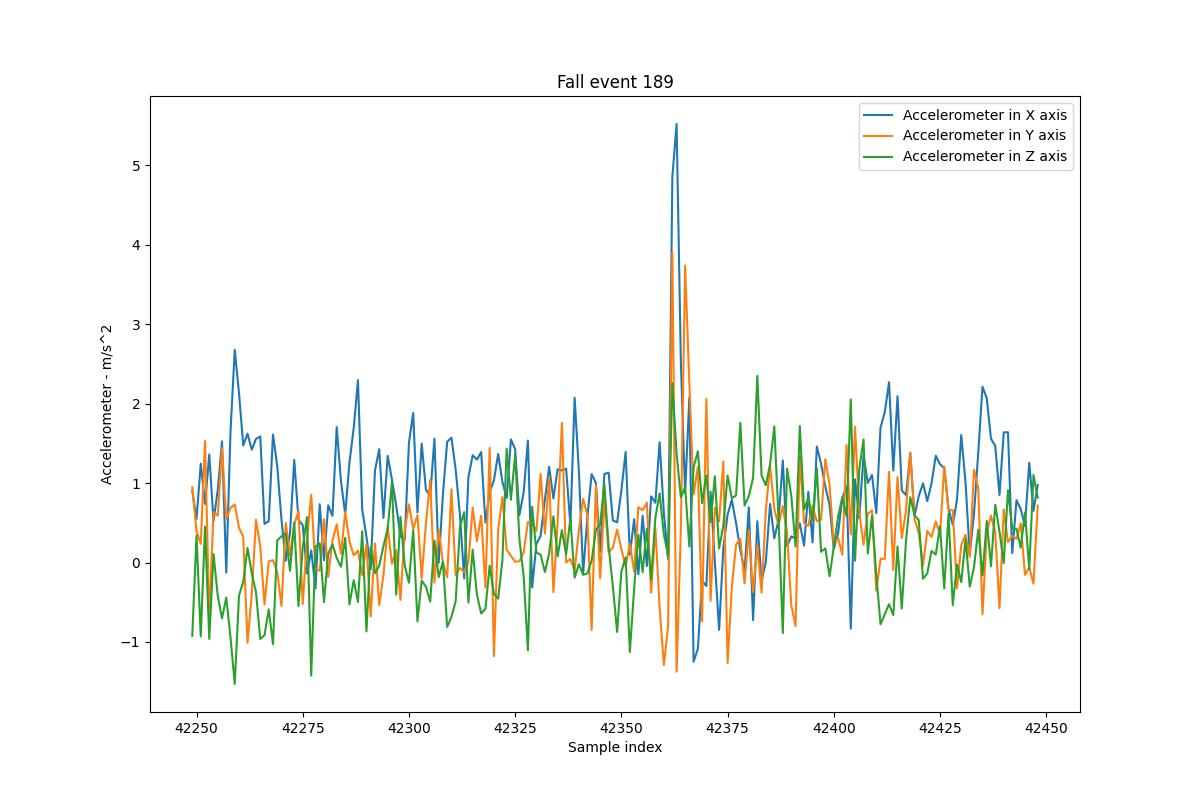 Fall event 189
Accelerometer in X axis
Accelerometer in Y axis
Accelerometer in Z axis
Accelerometer - m/s^2
5
4
3
2
1
0
−1
42250 42275 42300 42325 42350 42375 42400 42425 42450
Sample index